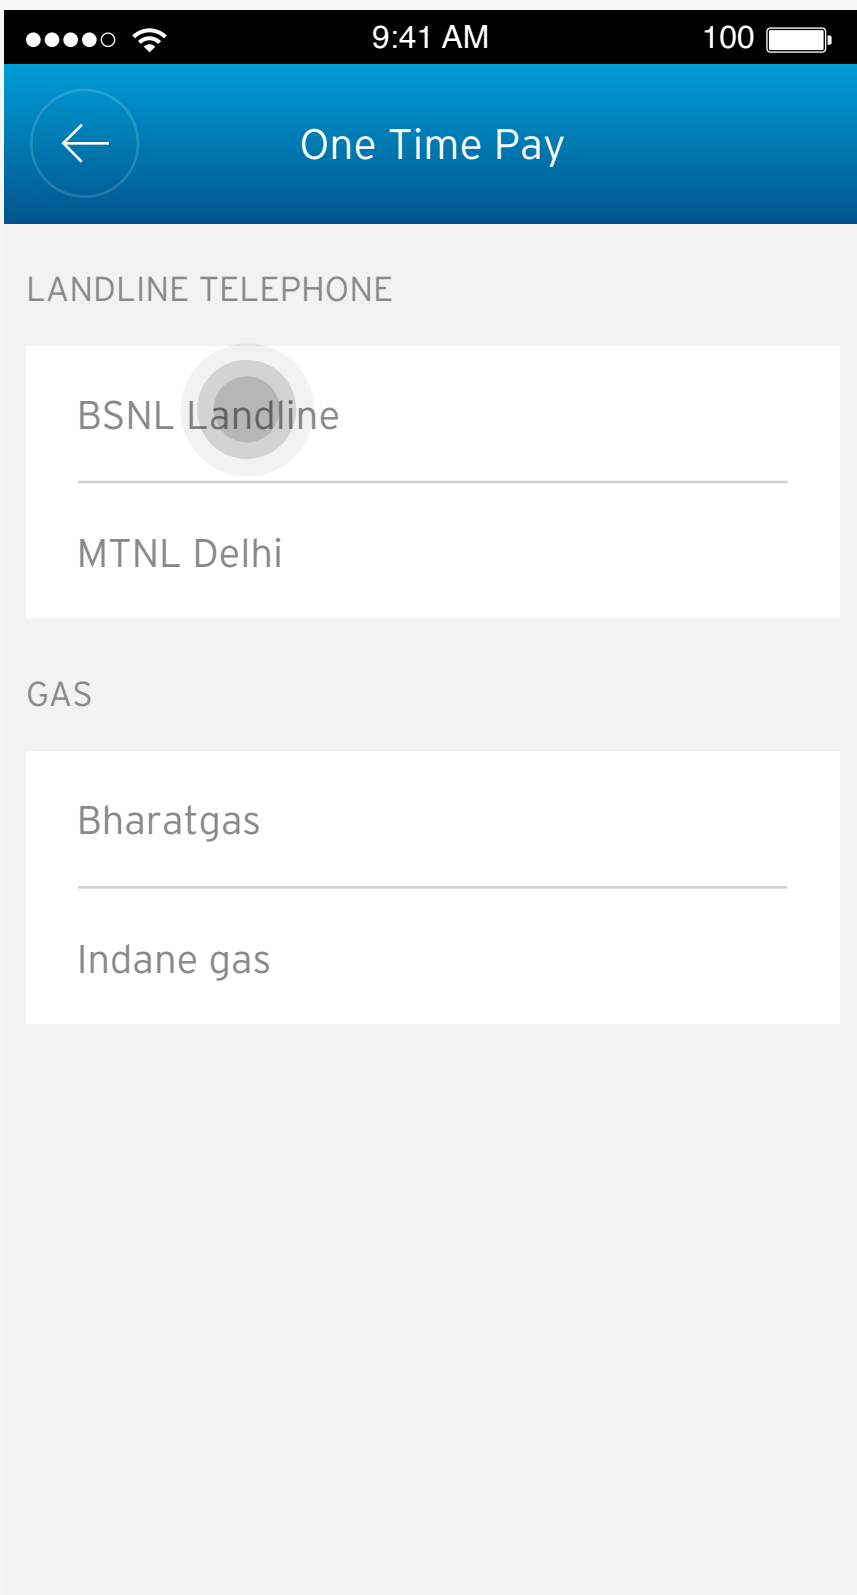 9:41 AM 100
One Time Pay
LANDLINE TELEPHONE
BSNL Landline
MTNL Delhi
GAS
Bharatgas
Indane gas